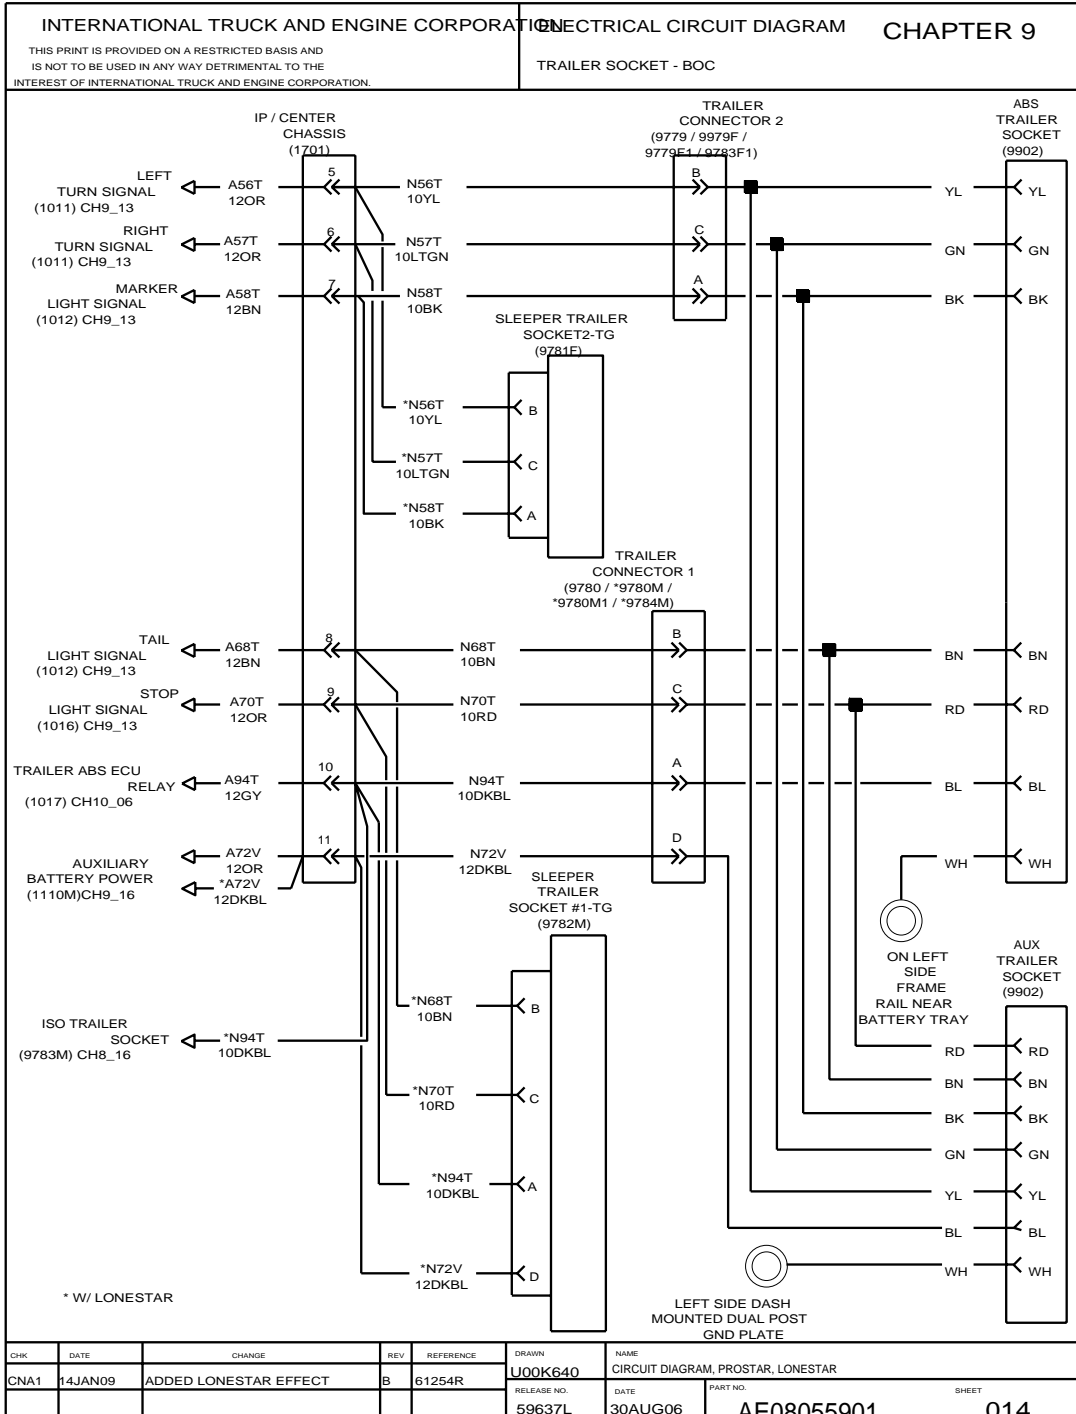 INTERNATIONAL TRUCK AND ENGINE CORPORATION
THIS PRINT IS PROVIDED ON A RESTRICTED BASIS AND
IS NOT TO BE USED IN ANY WAY DETRIMENTAL TO THE
INTEREST OF INTERNATIONAL TRUCK AND ENGINE CORPORATION.
ELECTRICAL CIRCUIT DIAGRAM
CHAPTER 9
TRAILER SOCKET - BOC
IP / CENTER
CHASSIS
(1701)
TRAILER
CONNECTOR 2
(9779 / 9979F /
9779F1 / 9783F1)
ABS
TRAILER
SOCKET
(9902)
LEFT
TURN SIGNAL
(1011) CH9_13
A56T
12OR
5
N56T
10YL
B
YL
YL
RIGHT
TURN SIGNAL
(1011) CH9_13
A57T
12OR
6
N57T
10LTGN
C
GN
GN
MARKER
LIGHT SIGNAL
(1012) CH9_13
A58T
12BN
7
N58T
10BK
A
BK
BK
SLEEPER TRAILER
SOCKET2-TG
(9781F)
*N56T
10YL
B
*N57T
10LTGN
C
*N58T
10BK
A
TRAILER
CONNECTOR 1
(9780 / *9780M /
*9780M1 / *9784M)
TAIL
LIGHT SIGNAL
(1012) CH9_13
A68T
12BN
8
N68T
10BN
B
BN
BN
STOP
LIGHT SIGNAL
(1016) CH9_13
A70T
12OR
9
N70T
10RD
C
RD
RD
TRAILER ABS ECU
RELAY
(1017) CH10_06
A94T
12GY
10
N94T
10DKBL
A
BL
BL
AUXILIARY
BATTERY POWER
(1110M)CH9_16
A72V
12OR
*A72V
12DKBL
11
N72V
12DKBL
D
WH
WH
SLEEPER
TRAILER
SOCKET #1-TG
(9782M)
ON LEFT
SIDE
FRAME
RAIL NEAR
BATTERY TRAY
AUX
TRAILER
SOCKET
(9902)
ISO TRAILER
SOCKET
(9783M) CH8_16
*N94T
10DKBL
*N68T
10BN
B
*N70T
10RD
C
*N94T
10DKBL
A
*N72V
12DKBL
D
RD
RD
BN
BN
BK
BK
GN
GN
YL
YL
BL
BL
WH
WH
LEFT SIDE DASH
MOUNTED DUAL POST
GND PLATE
* W/ LONESTAR
CHK
DATE
CHANGE
REV
REFERENCE
DRAWN
NAME
CNA1
14JAN09
ADDED LONESTAR EFFECT
B
61254R
U00K640
CIRCUIT DIAGRAM, PROSTAR, LONESTAR
RELEASE NO.
DATE
PART NO.
SHEET
59637L
30AUG06
AE08055901
014